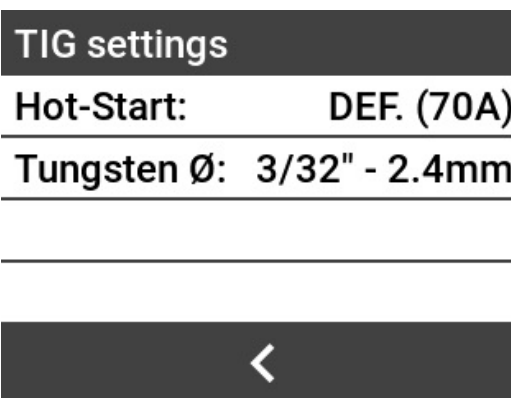 TIG settings
Hot-Start: DEF. (70A)
Tungsten Ø: 3/32" - 2.4mm